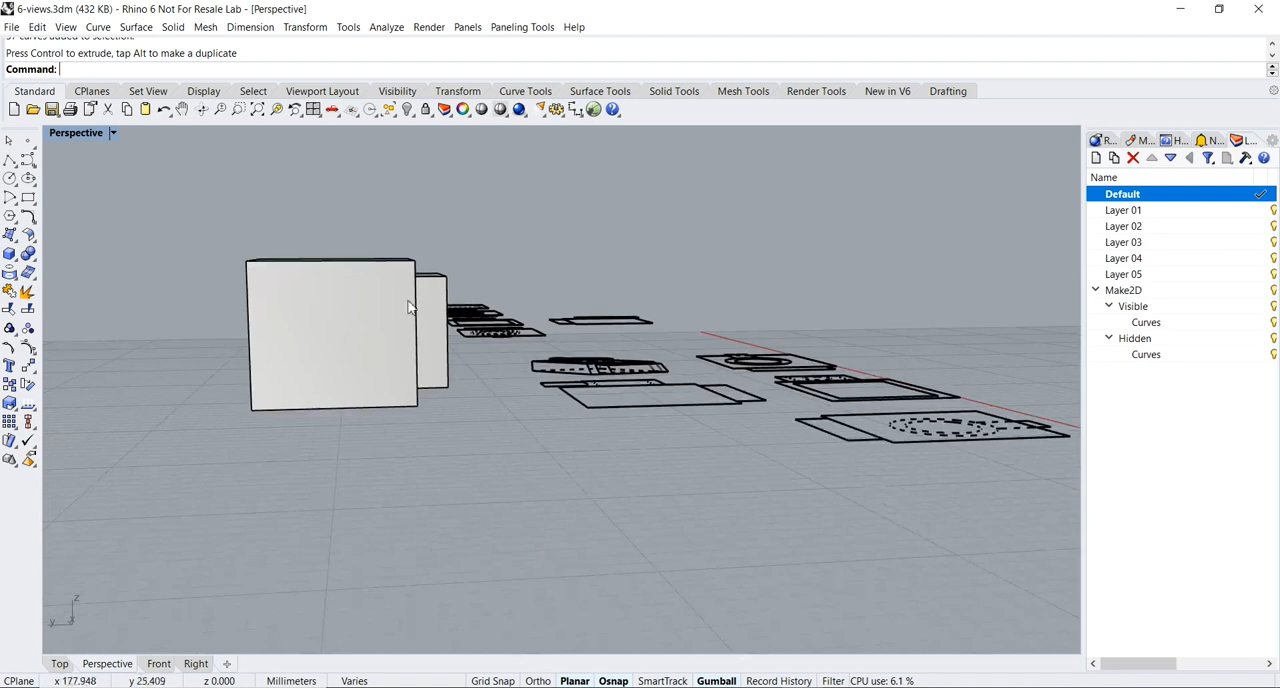 6-views.3dm (432 KB) - Rhino 6 Not For Resale Lab - [Perspective]
File Edit View Curve Surface Solid Mesh Dimension Transform Tools Analyze Render Panels Paneling Tools Help
Press Control to extrude, tap Alt to make a duplicate
Command:
Standard CPlanes Set View Display Select Viewport Layout Visibility Transform Curve Tools Surface Tools Solid Tools Mesh Tools Render Tools New in V6 Drafting
Perspective
R... M... H... N... L...
Name
Default
Layer 01
Layer 02
Layer 03
Layer 04
Layer 05
Make2D
Visible
Curves
Hidden
Curves
z
y x
Top Perspective Front Right
CPlane x 177.948 y 25.409 z 0.000 Millimeters Varies Grid Snap Ortho Planar Osnap SmartTrack Gumball Record History Filter CPU use: 6.1 %